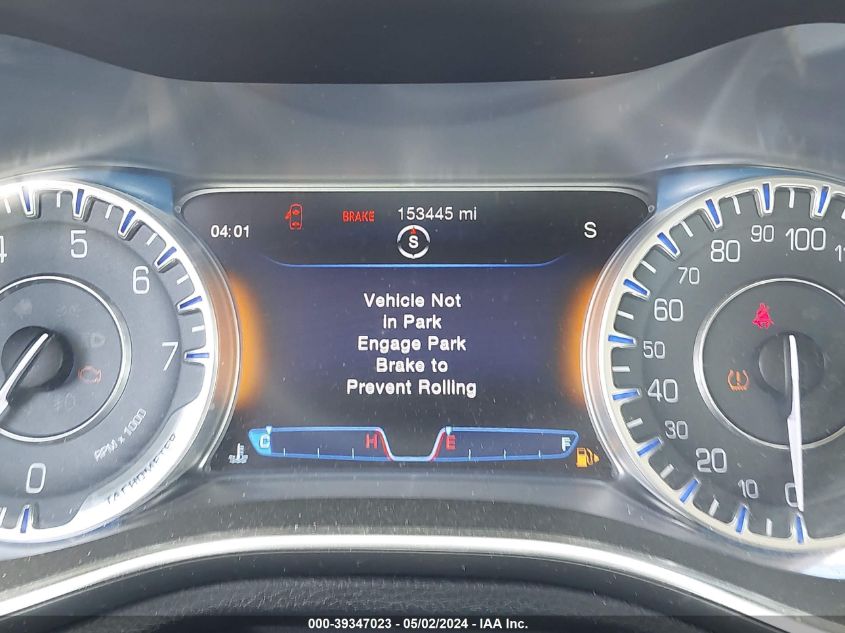 BRAKE 153445 mi
04:01 S S
Vehicle Not
in Park
Engage Park
Brake to
Prevent Rolling
C H E F
4 5 6 7
RPM x 1000
0
TACHOMETER
0 10 20 30 40 50 60 70 80 90 100 11
000-39347023 - 05/02/2024 - IAA Inc.